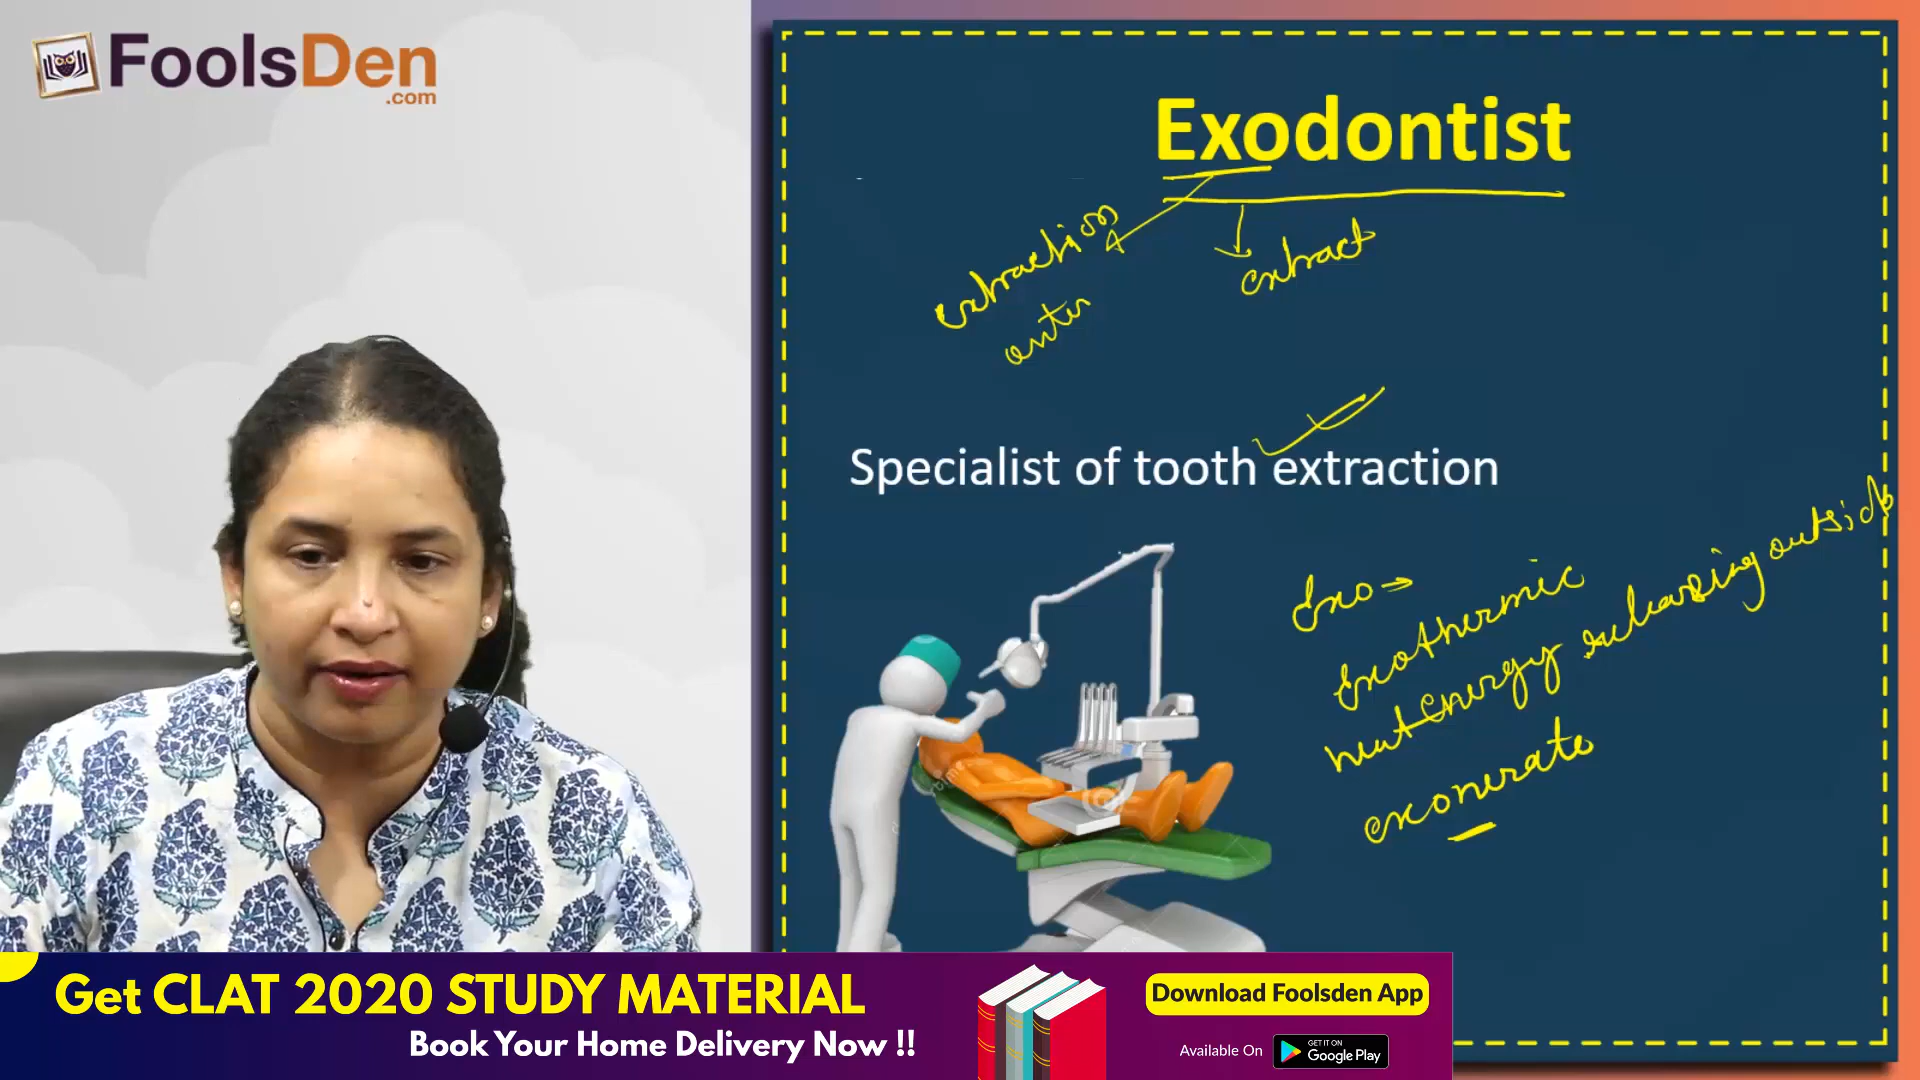 FoolsDen
.com
Exodontist
extraction
outer
extract
Specialist of tooth extraction
Exo →
Exothermic
heat energy releasing outside
exonerate
Get CLAT 2020 STUDY MATERIAL
Book Your Home Delivery Now !!
Download Foolsden App
Available On
GET IT ON
Google Play